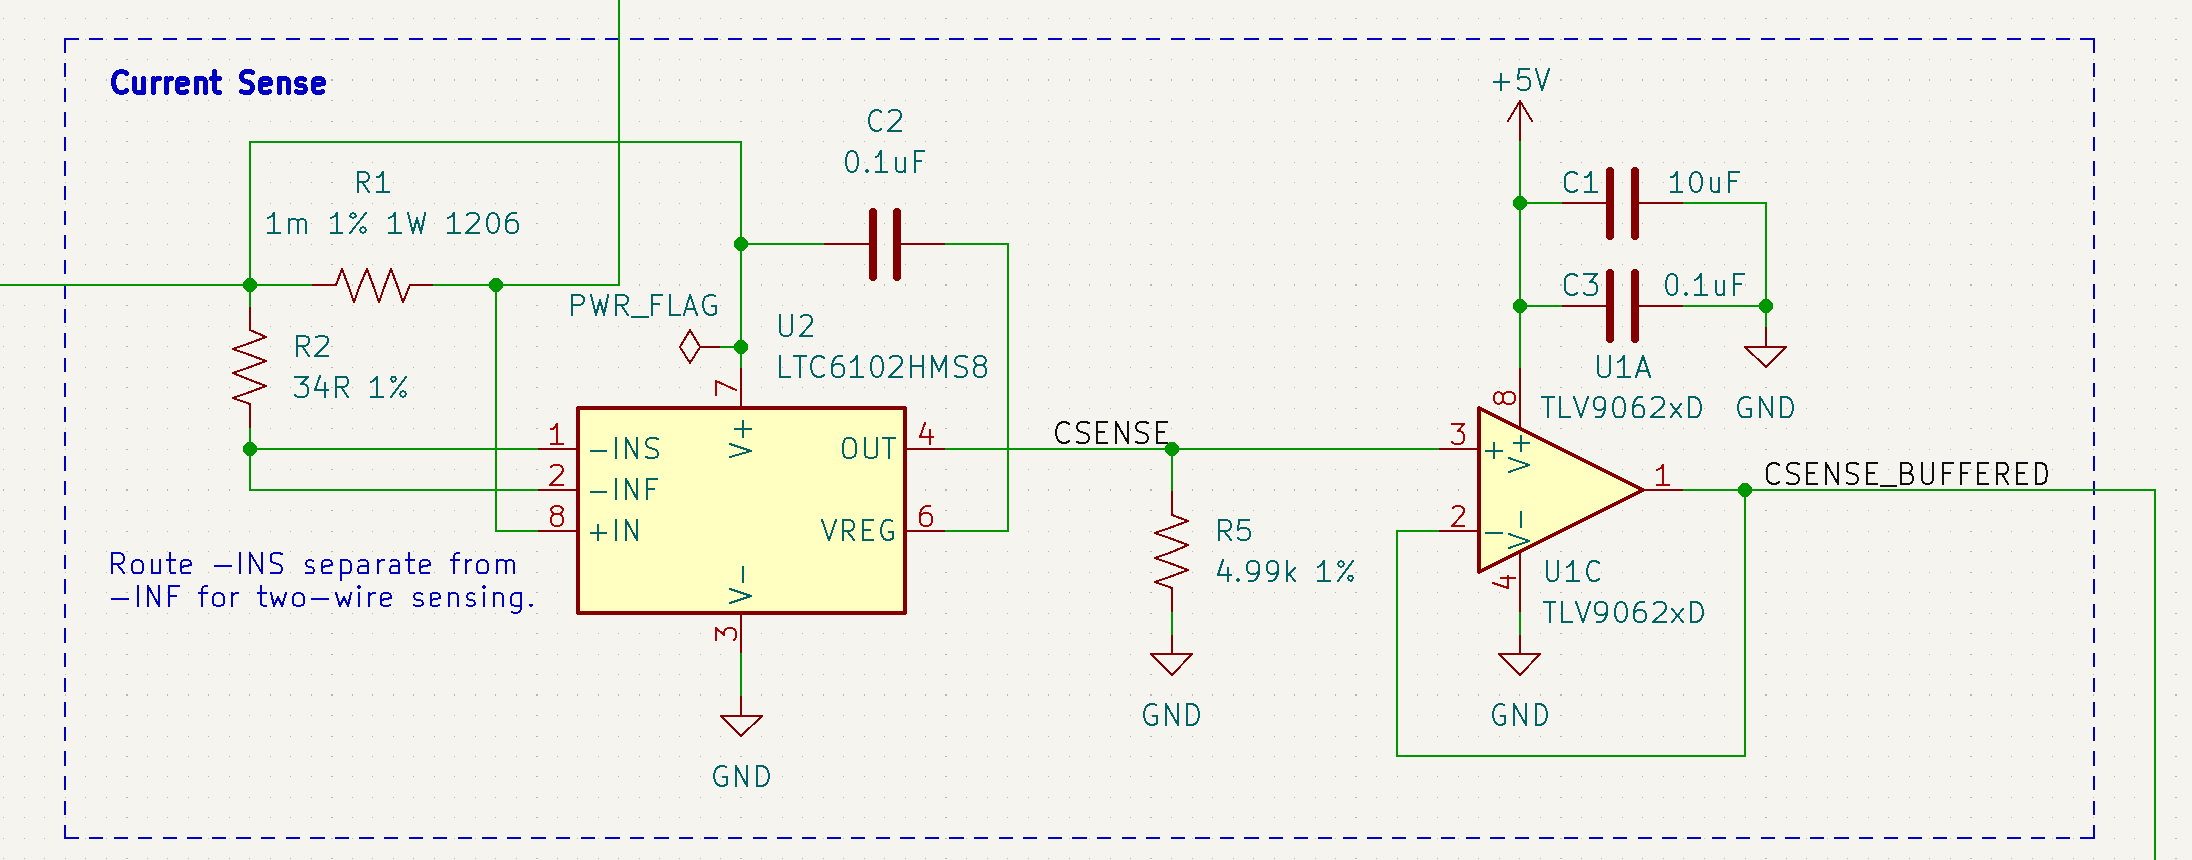 Current Sense
+5V
C2
0.1uF
R1
1m 1% 1W 1206
C1
10uF
C3
0.1uF
PWR_FLAG
U2
LTC6102HMS8
R2
34R 1%
U1A
TLV9062xD
GND
7
8
1
-INS
V+
OUT
4
CSENSE
3
+
V+
2
-INF
1
CSENSE_BUFFERED
8
+IN
VREG
6
2
-
V-
R5
4.99k 1%
Route -INS separate from
-INF for two-wire sensing.
V-
4
U1C
TLV9062xD
3
GND
GND
GND